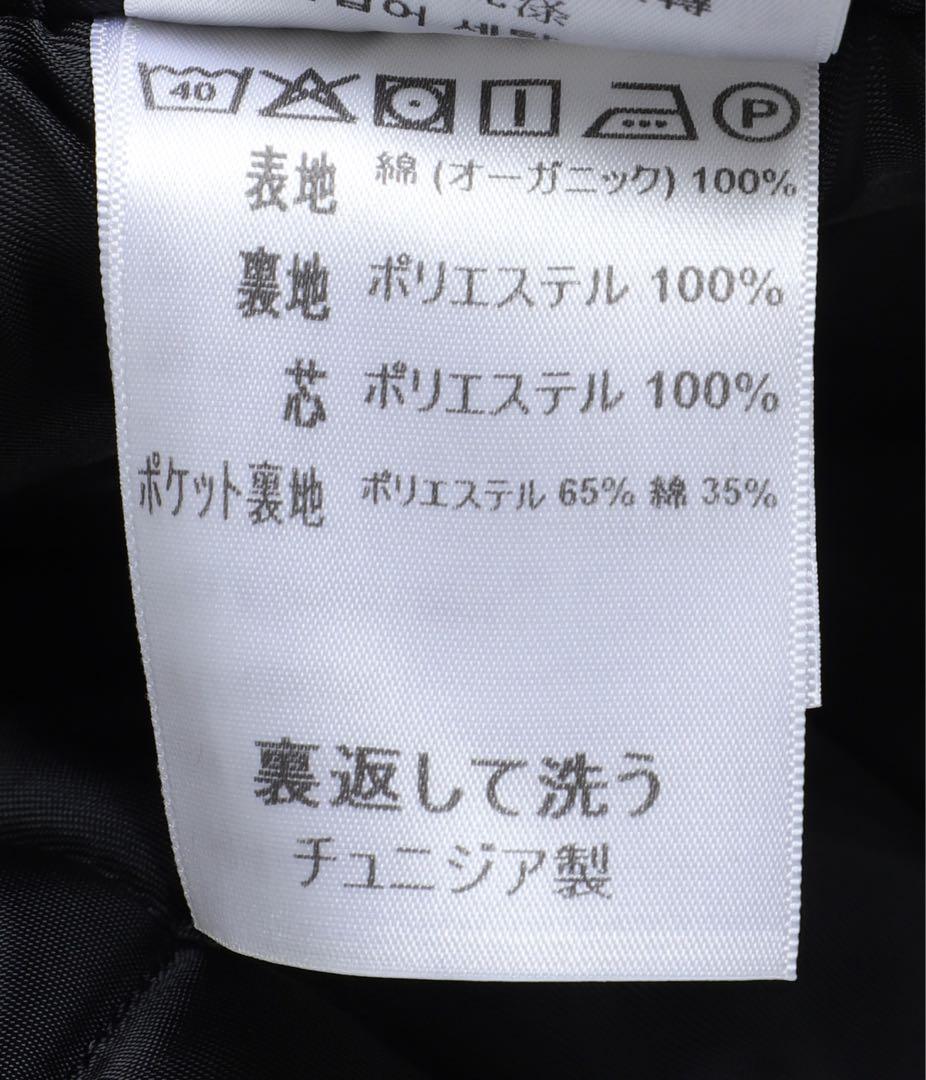 40 P
表地 綿 (オーガニック) 100%
裏地 ポリエステル 100%
芯 ポリエステル 100%
ポケット裏地 ポリエステル 65% 綿 35%
裏返して洗う
チュニジア製